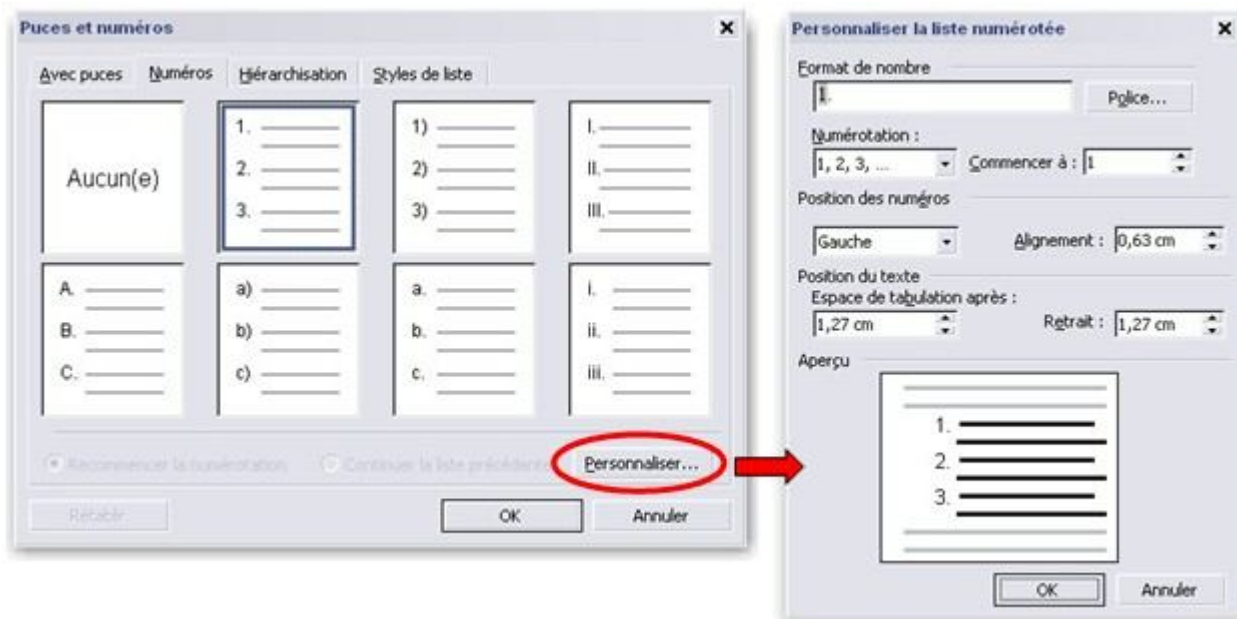 Puces et numéros
Avec puces Numéros Hiérarchisation Styles de liste
Aucun(e)
1.
2.
3.
1)
2)
3)
I.
II.
III.
A.
B.
C.
a)
b)
c)
a.
b.
c.
i.
ii.
iii.
Recommencer la numérotation Continuer la liste précédente Personnaliser...
Rétablir OK Annuler
Personnaliser la liste numérotée
Format de nombre
1. Police...
Numérotation :
1, 2, 3, ... Commencer à : 1
Position des numéros
Gauche Alignement : 0,63 cm
Position du texte
Espace de tabulation après :
1,27 cm Retrait : 1,27 cm
Aperçu
1.
2.
3.
OK Annuler